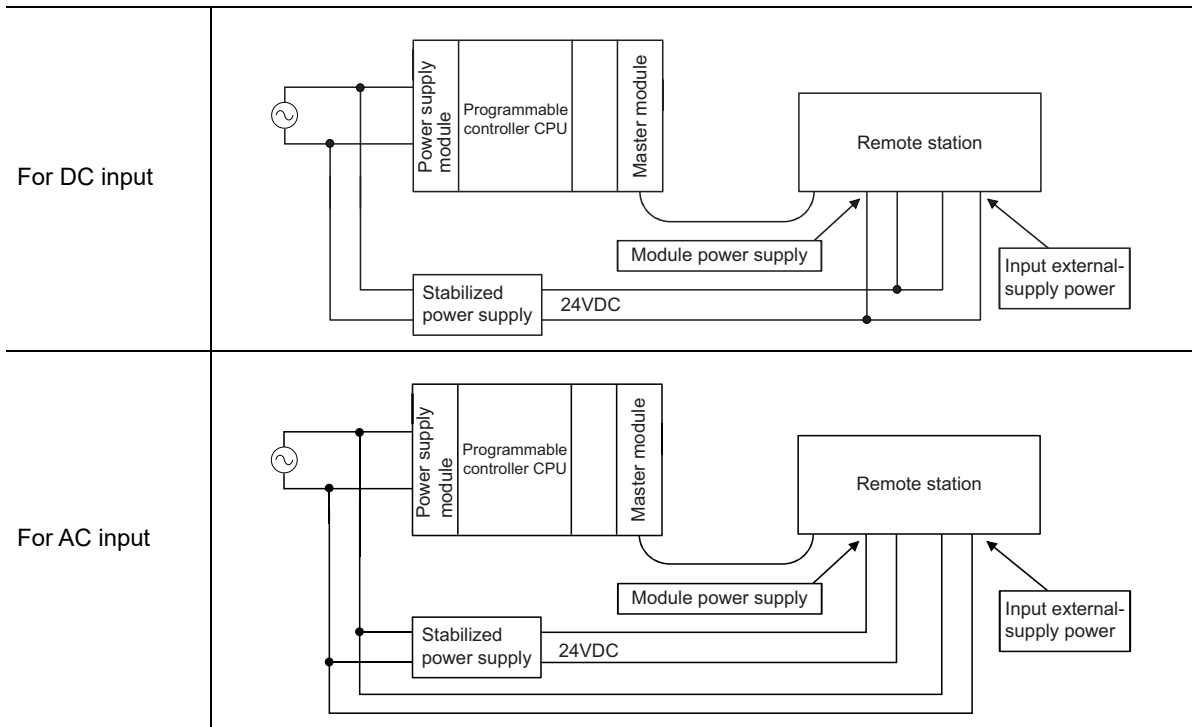 For DC input
Power supply
module
Programmable
controller CPU
Master module
Remote station
Module power supply
Input external-
supply power
Stabilized
power supply
24VDC
For AC input
Power supply
module
Programmable
controller CPU
Master module
Remote station
Module power supply
Input external-
supply power
Stabilized
power supply
24VDC